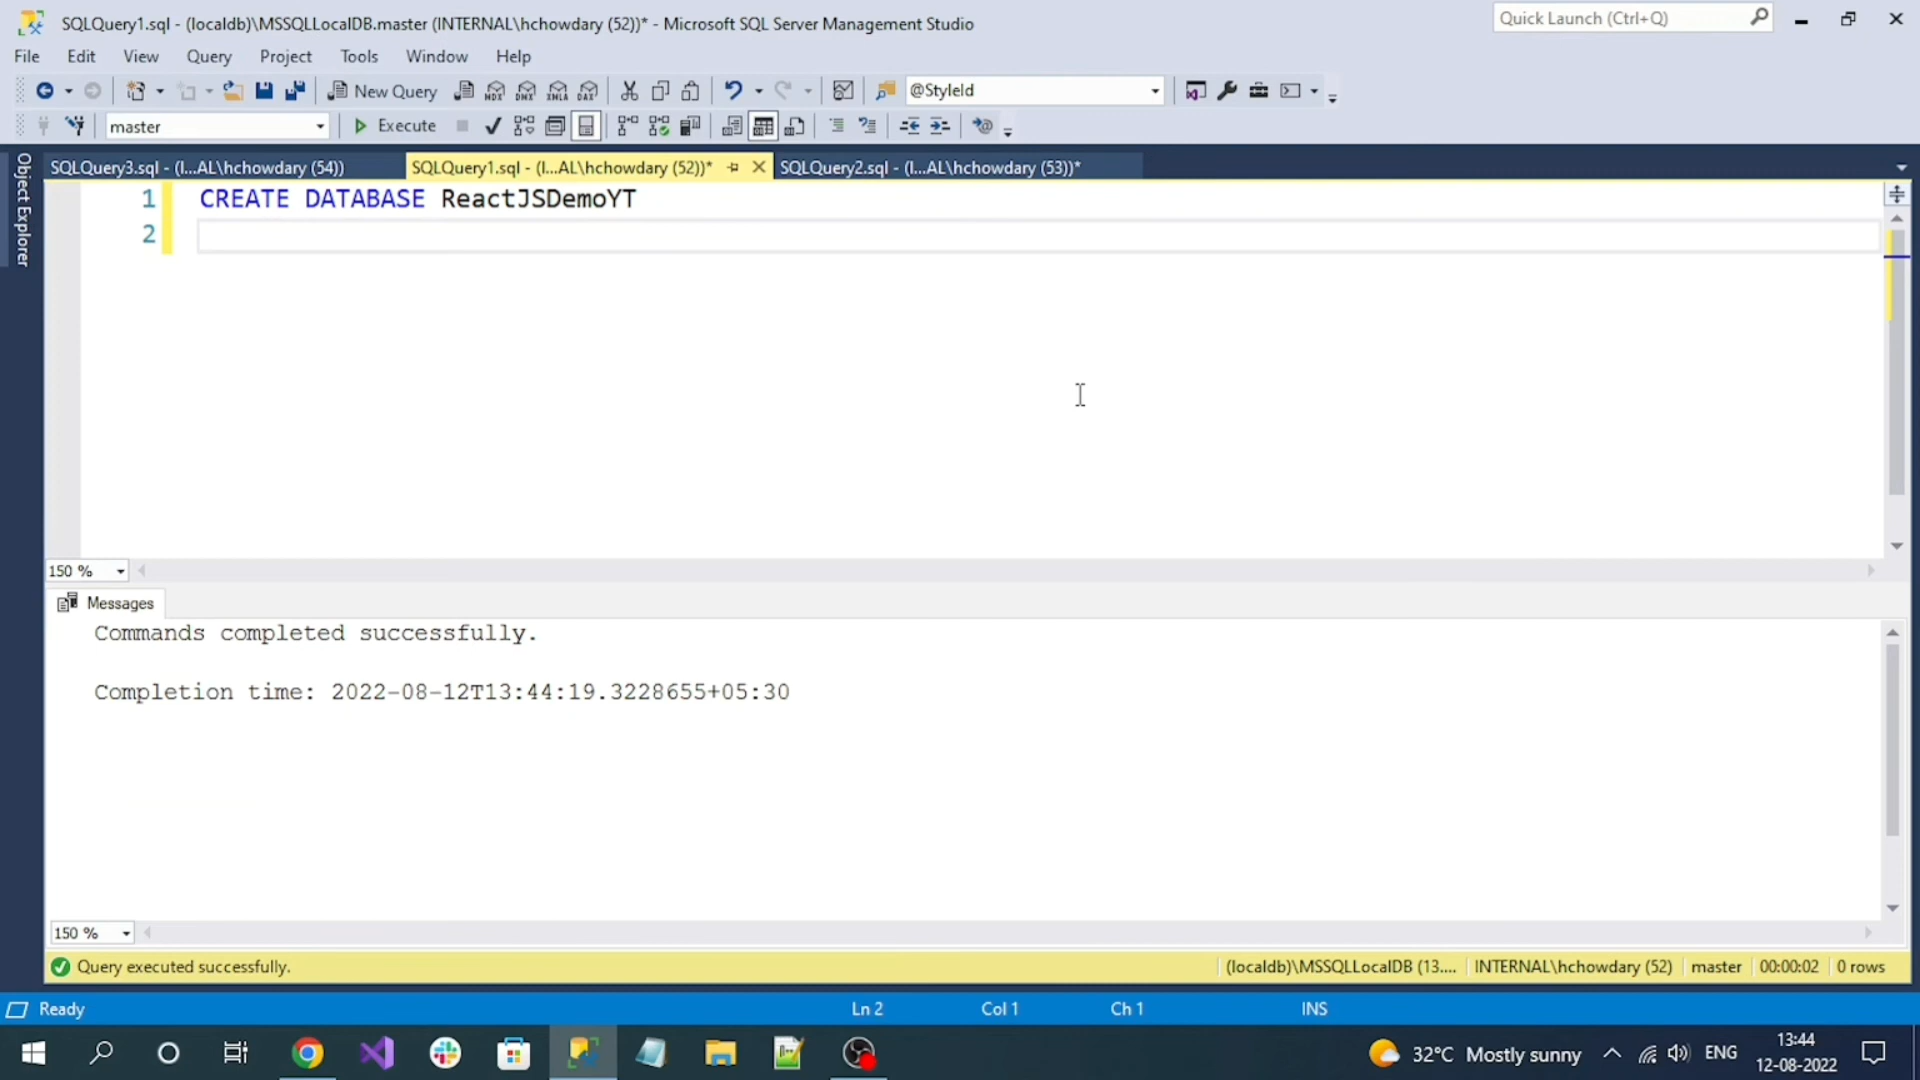 SQLQuery1.sql - (localdb)\MSSQLLocalDB.master (INTERNAL\hchowdary (52))* - Microsoft SQL Server Management Studio
Quick Launch (Ctrl+Q)
File Edit View Query Project Tools Window Help
New Query MDX DMX XMLA DAX @StyleId
master Execute
Object Explorer
SQLQuery3.sql - (l...AL\hchowdary (54)) SQLQuery1.sql - (l...AL\hchowdary (52))* SQLQuery2.sql - (l...AL\hchowdary (53))*
1 CREATE DATABASE ReactJSDemoYT
2
150 %
Messages
Commands completed successfully.
Completion time: 2022-08-12T13:44:19.3228655+05:30
150 %
Query executed successfully. (localdb)\MSSQLLocalDB (13.... INTERNAL\hchowdary (52) master 00:00:02 0 rows
Ready Ln 2 Col 1 Ch 1 INS
32°C Mostly sunny ENG 13:44
12-08-2022